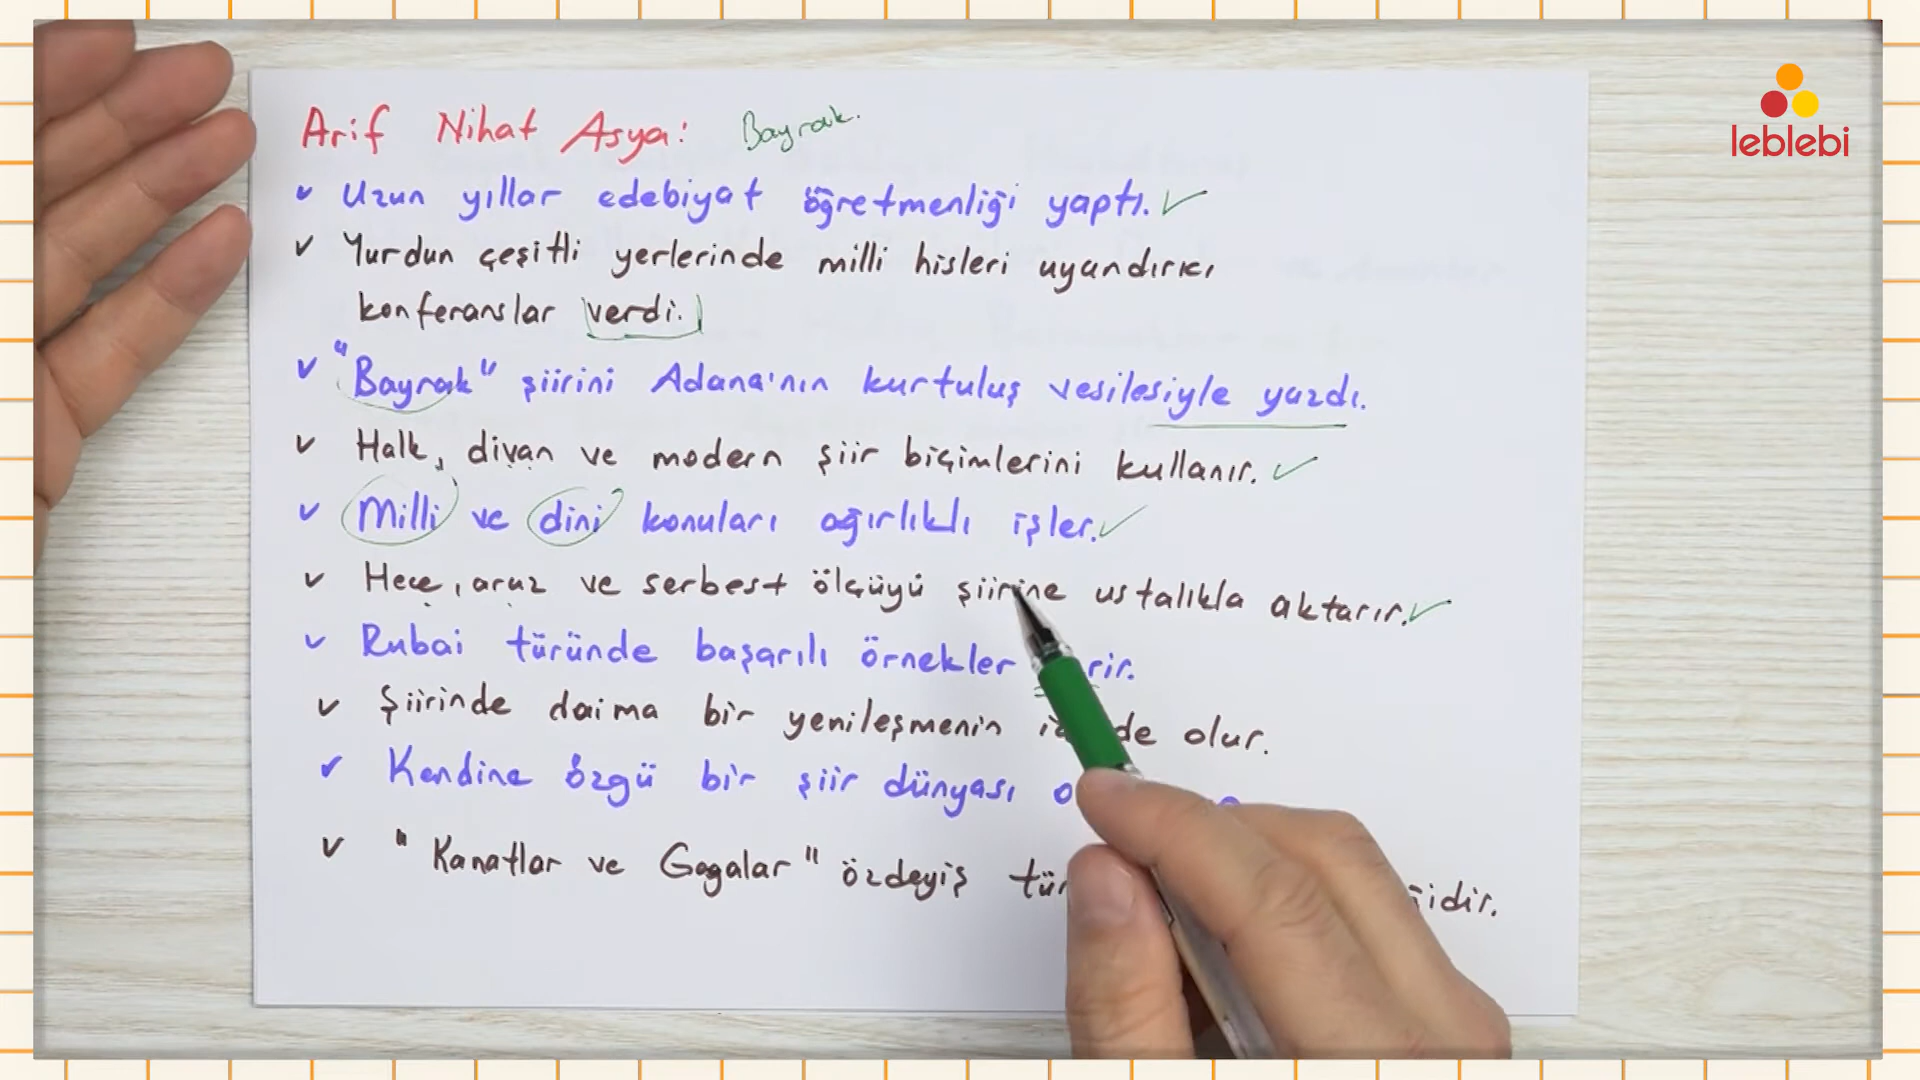 Arif Nihat Asya: Bayrak.
leblebi
✓ Uzun yıllar edebiyat öğretmenliği yaptı. ✓
✓ Yurdun çeşitli yerlerinde milli hisleri uyandırıcı
konferanslar verdi.
✓ "Bayrak" şiirini Adana'nın kurtuluş vesilesiyle yazdı.
✓ Halk, divan ve modern şiir biçimlerini kullanır. ✓
✓ Milli ve dini konuları ağırlıklı işler. ✓
✓ Hece, aruz ve serbest ölçüyü şiirine ustalıkla aktarır. ✓
✓ Rubai türünde başarılı örnekler
✓ Şiirinde daima bir yenileşmenin olur.
✓ Kendine özgü bir şiir dünyası
✓ "Kanatlar ve Gagalar" özdeyiş